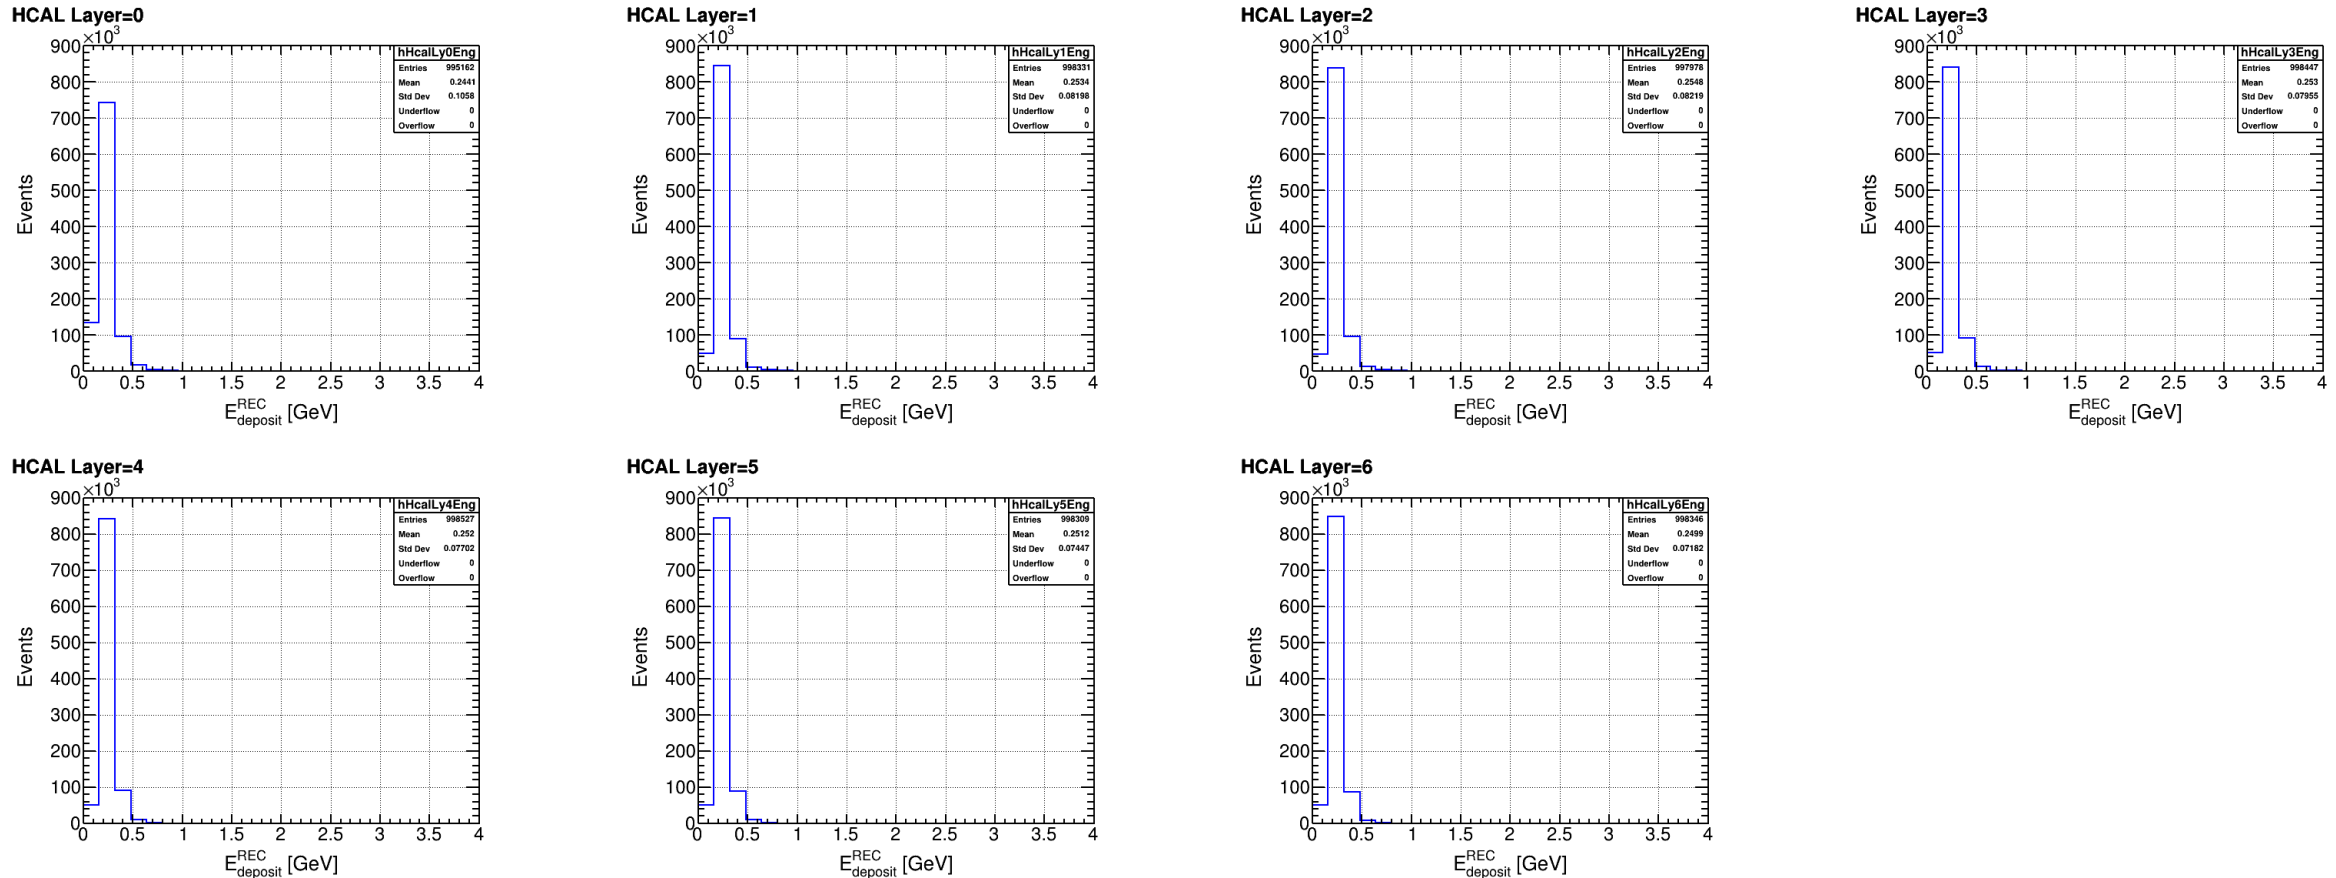 HCAL Layer=0
×10³
900
800
700
600
500
400
300
200
100
0
Events
0 0.5 1 1.5 2 2.5 3 3.5 4
E_deposit^REC [GeV]
hHcalLy0Eng
Entries 995162
Mean 0.2441
Std Dev 0.1058
Underflow 0
Overflow 0
HCAL Layer=1
×10³
900
800
700
600
500
400
300
200
100
0
Events
0 0.5 1 1.5 2 2.5 3 3.5 4
E_deposit^REC [GeV]
hHcalLy1Eng
Entries 998331
Mean 0.2534
Std Dev 0.08198
Underflow 0
Overflow 0
HCAL Layer=2
×10³
900
800
700
600
500
400
300
200
100
0
Events
0 0.5 1 1.5 2 2.5 3 3.5 4
E_deposit^REC [GeV]
hHcalLy2Eng
Entries 997978
Mean 0.2548
Std Dev 0.08219
Underflow 0
Overflow 0
HCAL Layer=3
×10³
900
800
700
600
500
400
300
200
100
0
Events
0 0.5 1 1.5 2 2.5 3 3.5 4
E_deposit^REC [GeV]
hHcalLy3Eng
Entries 998447
Mean 0.253
Std Dev 0.07955
Underflow 0
Overflow 0
HCAL Layer=4
×10³
900
800
700
600
500
400
300
200
100
0
Events
0 0.5 1 1.5 2 2.5 3 3.5 4
E_deposit^REC [GeV]
hHcalLy4Eng
Entries 998527
Mean 0.252
Std Dev 0.07702
Underflow 0
Overflow 0
HCAL Layer=5
×10³
900
800
700
600
500
400
300
200
100
0
Events
0 0.5 1 1.5 2 2.5 3 3.5 4
E_deposit^REC [GeV]
hHcalLy5Eng
Entries 998309
Mean 0.2512
Std Dev 0.07447
Underflow 0
Overflow 0
HCAL Layer=6
×10³
900
800
700
600
500
400
300
200
100
0
Events
0 0.5 1 1.5 2 2.5 3 3.5 4
E_deposit^REC [GeV]
hHcalLy6Eng
Entries 998346
Mean 0.2499
Std Dev 0.07182
Underflow 0
Overflow 0